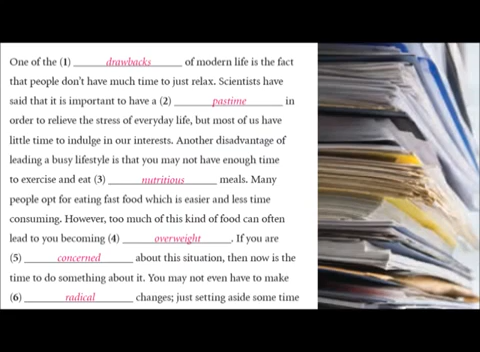 One of the (1) drawbacks of modern life is the fact
that people don't have much time to just relax. Scientists have
said that it is important to have a (2) pastime in
order to relieve the stress of everyday life, but most of us have
little time to indulge in our interests. Another disadvantage of
leading a busy lifestyle is that you may not have enough time
to exercise and eat (3) nutritious meals. Many
people opt for eating fast food which is easier and less time
consuming. However, too much of this kind of food can often
lead to you becoming (4) overweight. If you are
(5) concerned about this situation, then now is the
time to do something about it. You may not even have to make
(6) radical changes; just setting aside some time